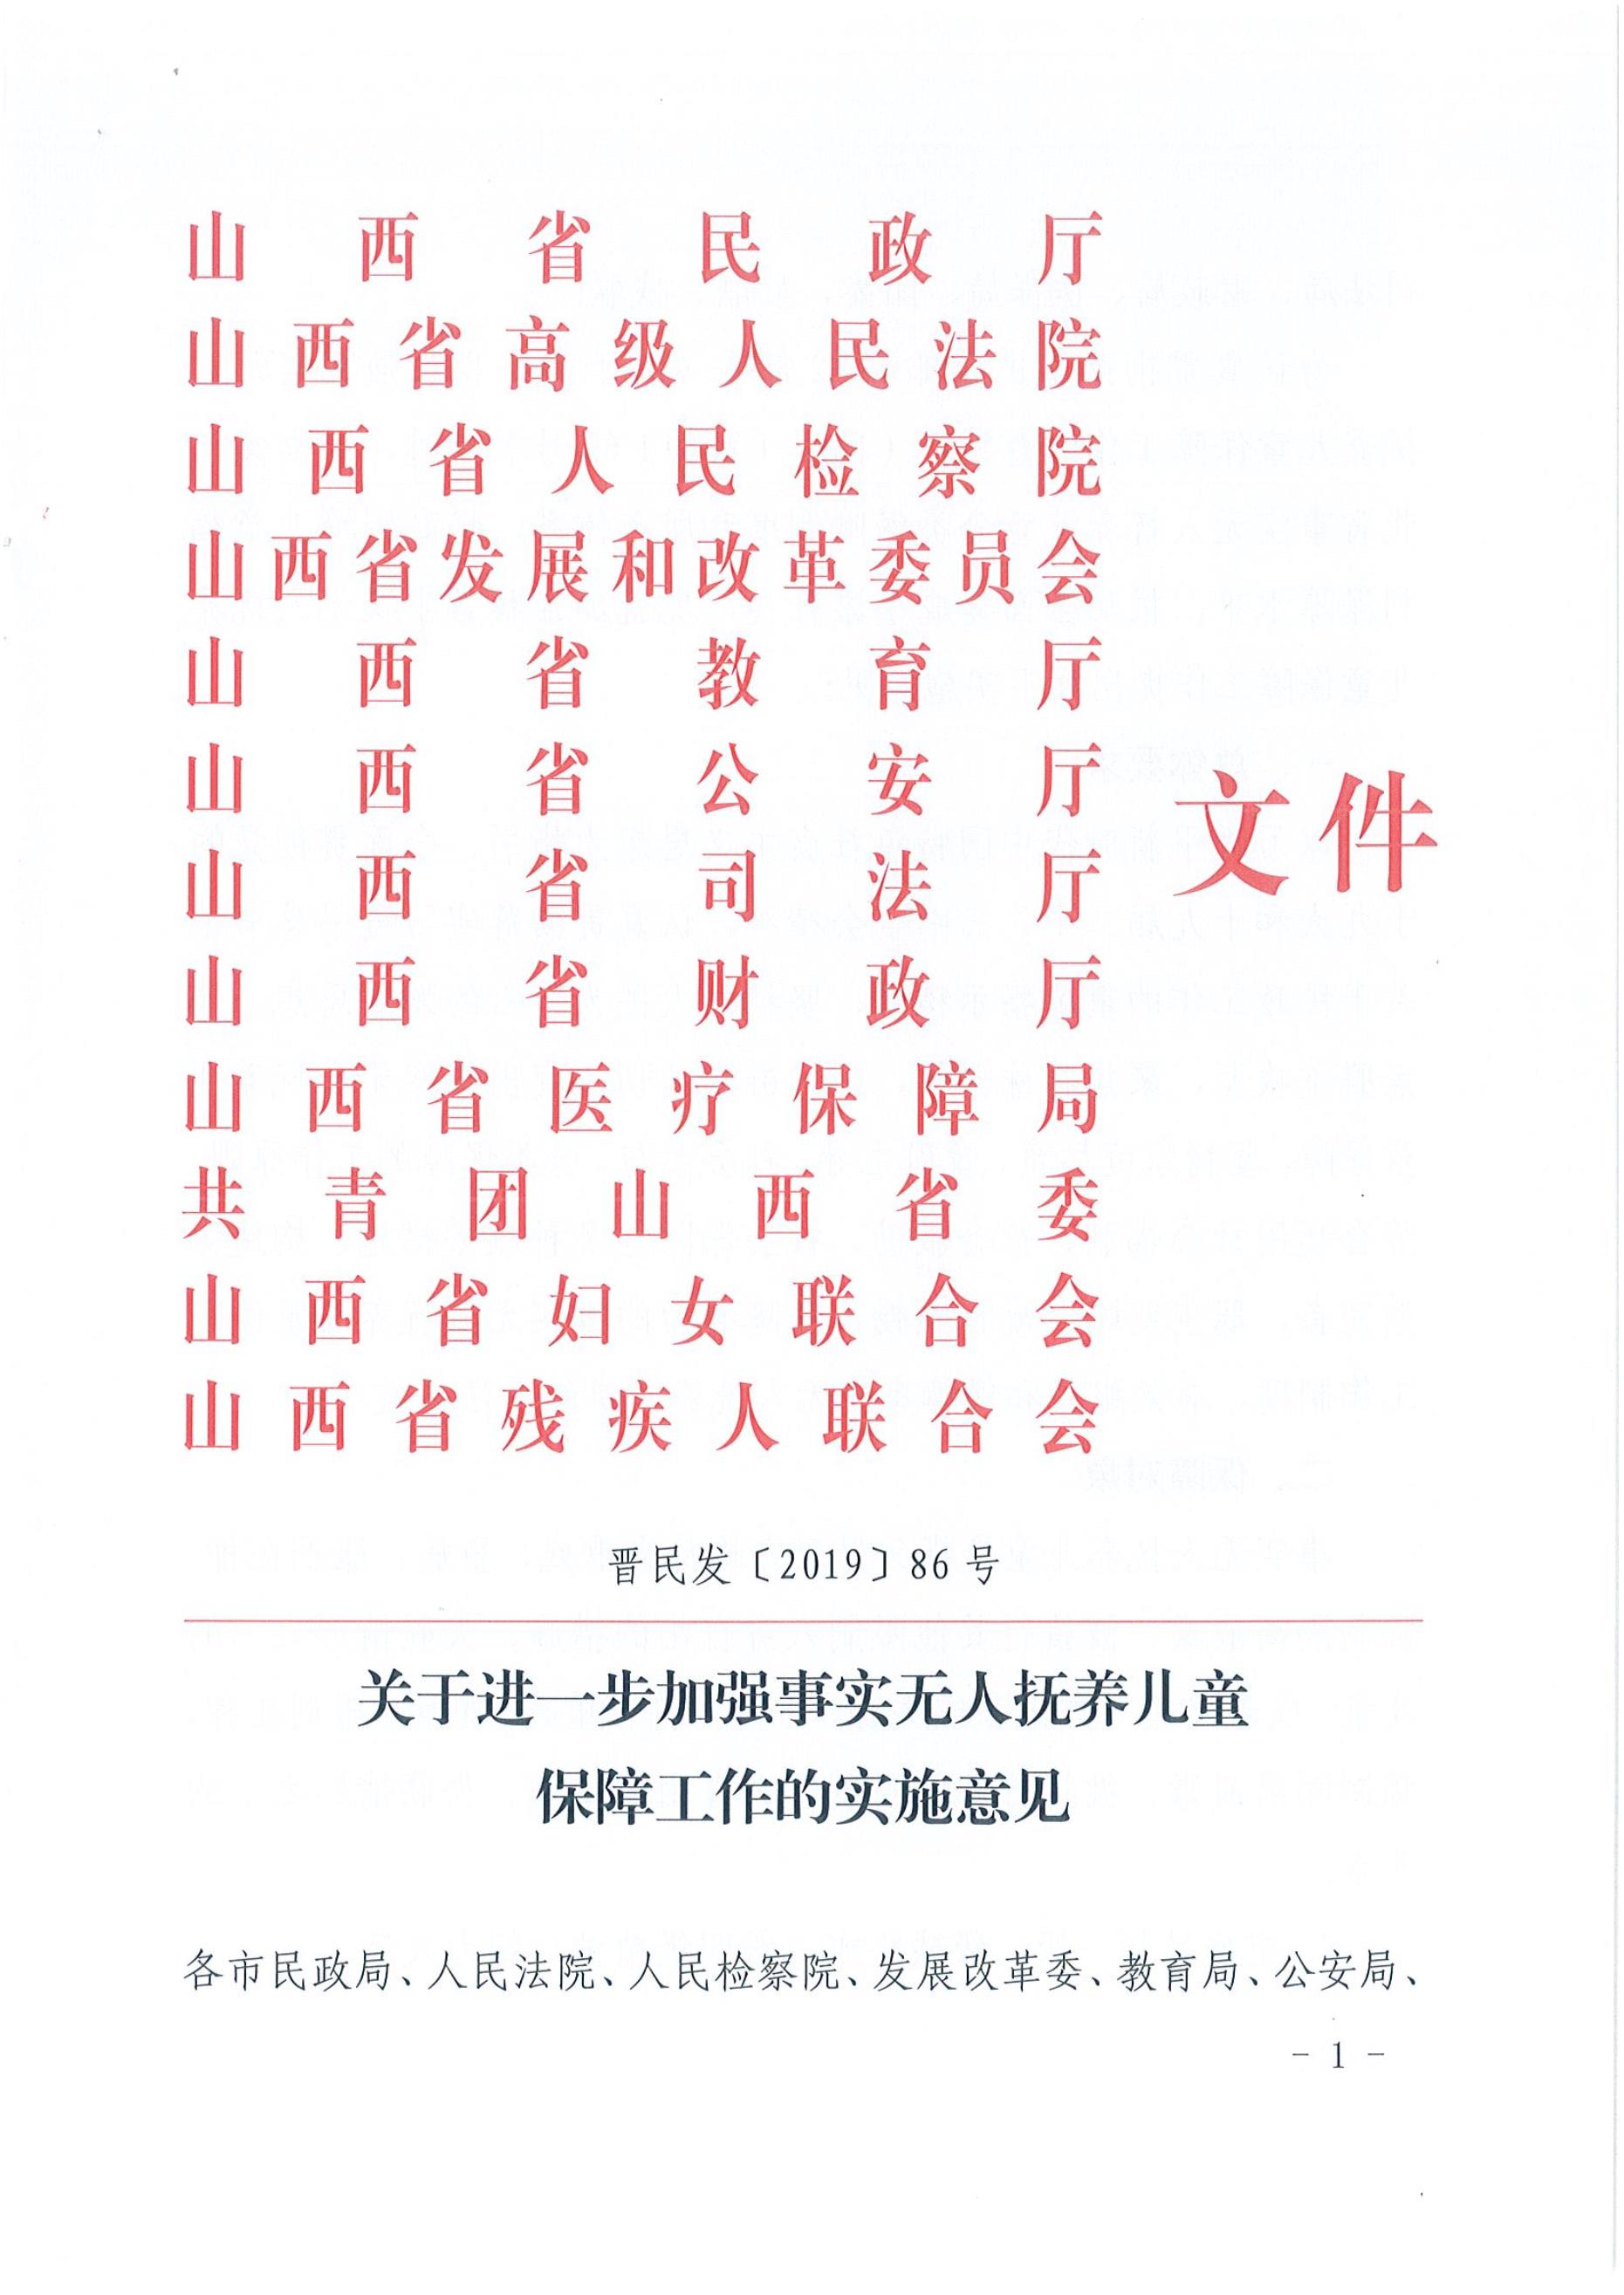 山西省民政厅
山西省高级人民法院
山西省人民检察院
山西省发展和改革委员会
山西省教育厅
山西省公安厅
山西省司法厅
山西省财政厅
山西省医疗保障局
共青团山西省委
山西省妇女联合会
山西省残疾人联合会
文件
晋民发〔2019〕86号
关于进一步加强事实无人抚养儿童
保障工作的实施意见
各市民政局、人民法院、人民检察院、发展改革委、教育局、公安局、
- 1 -